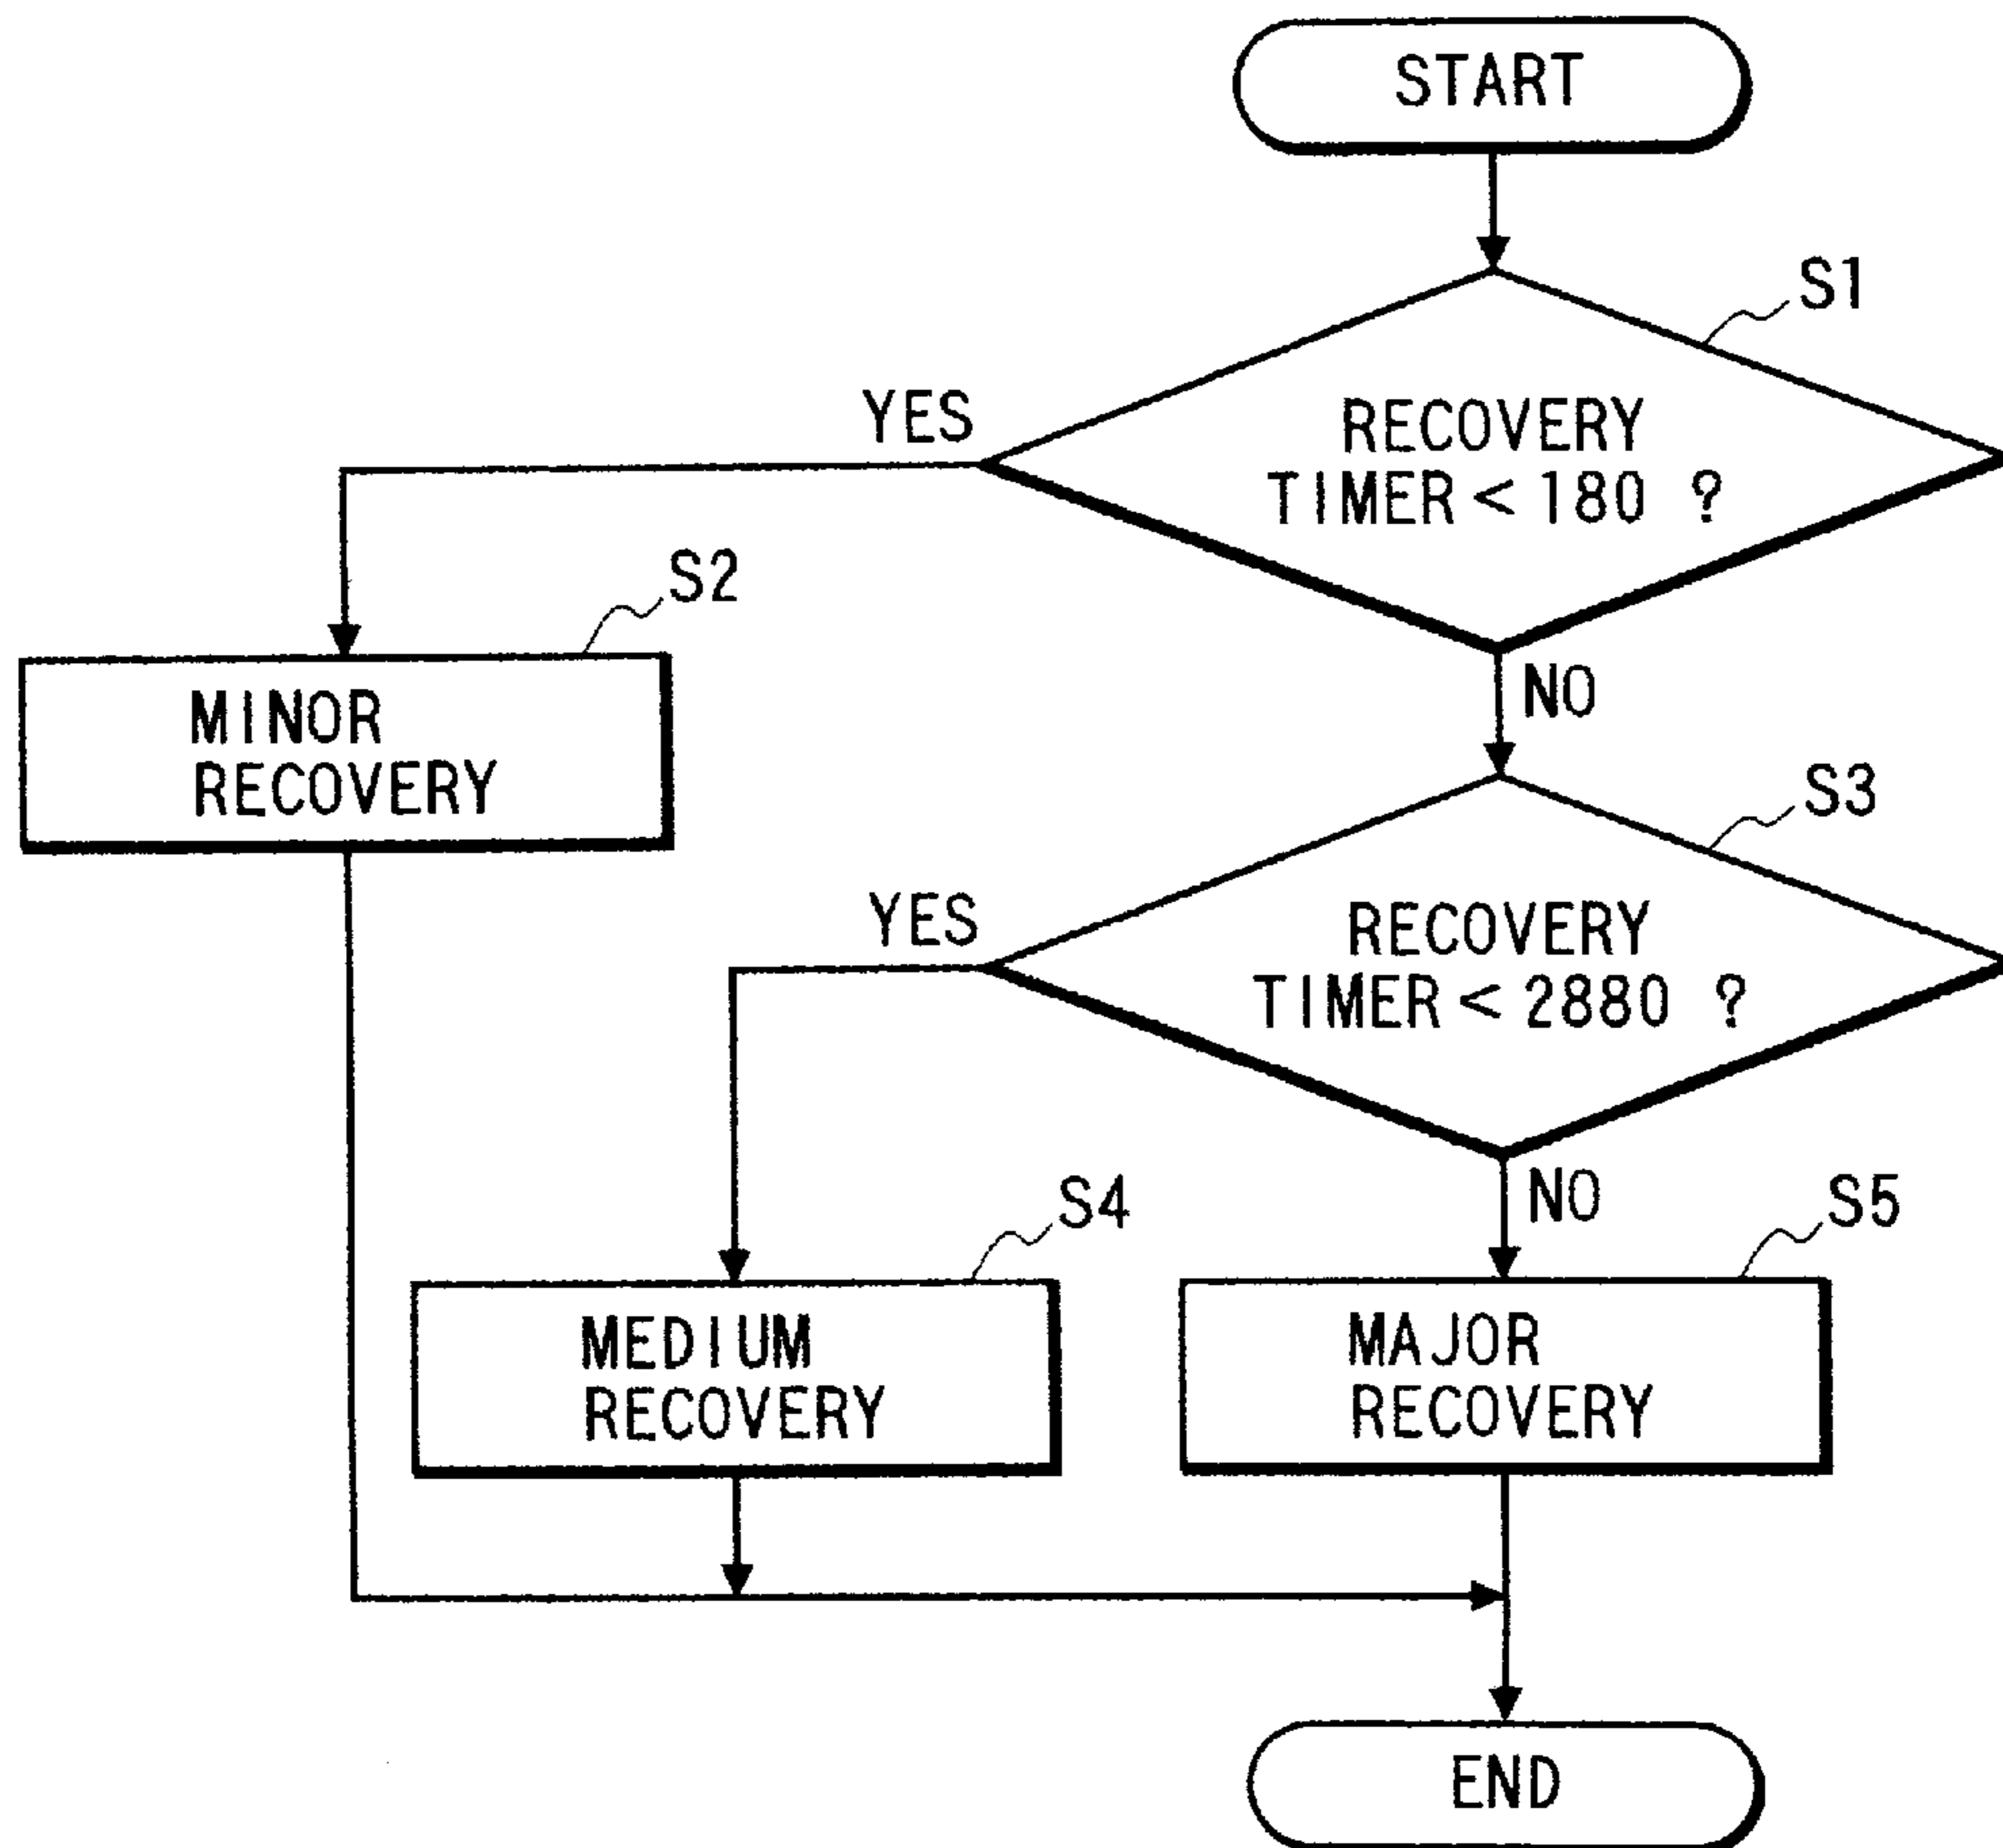 START
S1
RECOVERY
TIMER < 180 ?
YES
NO
S2
MINOR
RECOVERY
S3
RECOVERY
TIMER < 2880 ?
YES
NO
S4
MEDIUM
RECOVERY
S5
MAJOR
RECOVERY
END